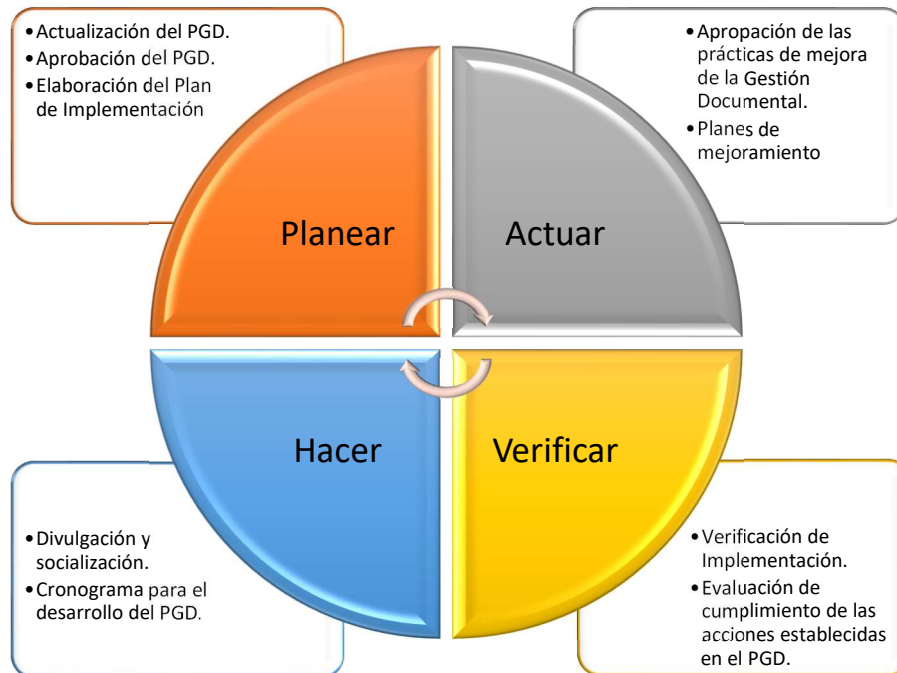 •Actualización del PGD.
•Aprobación del PGD.
•Elaboración del Plan
de Implementación
•Apropación de las
prácticas de mejora
de la Gestión
Documental.
•Planes de
mejoramiento
Planear
Actuar
Hacer
Verificar
•Divulgación y
socialización.
•Cronograma para el
desarrollo del PGD.
•Verificación de
Implementación.
•Evaluación de
cumplimiento de las
acciones establecidas
en el PGD.